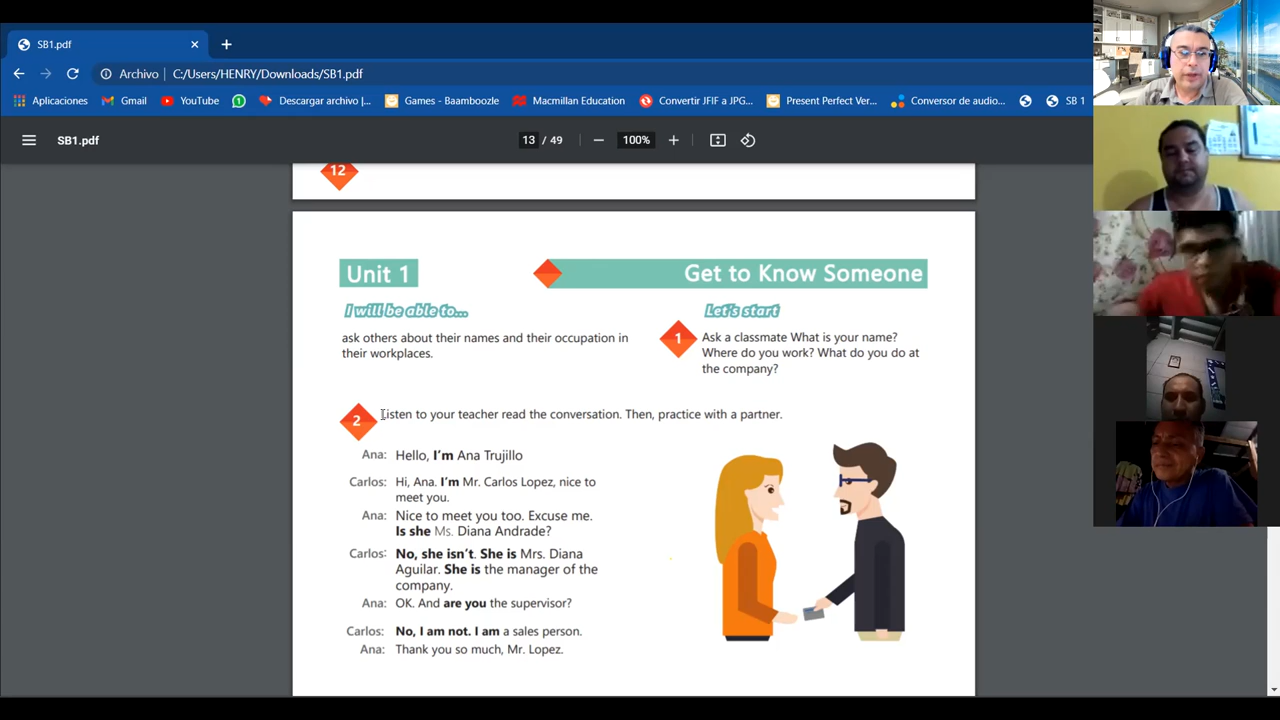 SB1.pdf
Archivo C:/Users/HENRY/Downloads/SB1.pdf
Aplicaciones Gmail YouTube Descargar archivo |... Games - Baamboozle Macmillan Education Convertir JFIF a JPG... Present Perfect Ver... Conversor de audio... SB 1
SB1.pdf 13 / 49 100%
12
Unit 1 Get to Know Someone
I will be able to...
ask others about their names and their occupation in
their workplaces.
Let's start
1 Ask a classmate What is your name?
Where do you work? What do you do at
the company?
2 Listen to your teacher read the conversation. Then, practice with a partner.
Ana: Hello, I'm Ana Trujillo
Carlos: Hi, Ana. I'm Mr. Carlos Lopez, nice to
meet you.
Ana: Nice to meet you too. Excuse me.
Is she Ms. Diana Andrade?
Carlos: No, she isn't. She is Mrs. Diana
Aguilar. She is the manager of the
company.
Ana: OK. And are you the supervisor?
Carlos: No, I am not. I am a sales person.
Ana: Thank you so much, Mr. Lopez.